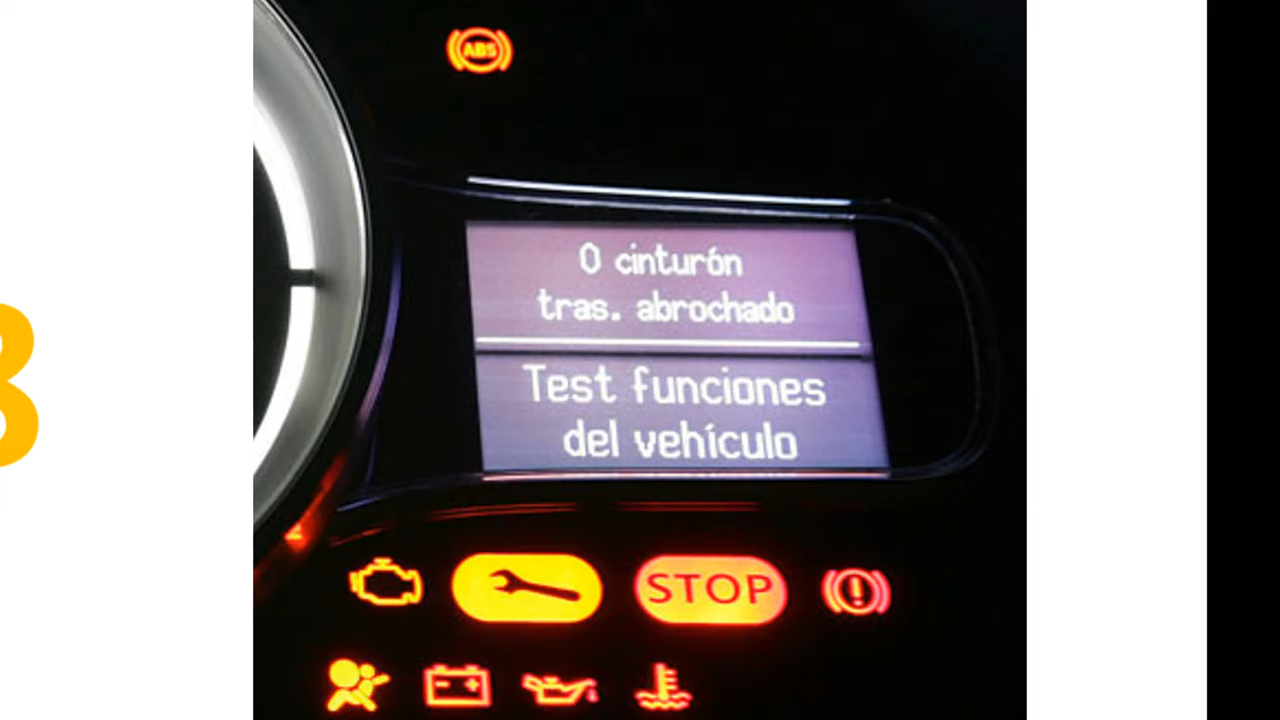 ABS
0 cinturón
tras. abrochado
Test funciones
del vehículo
STOP